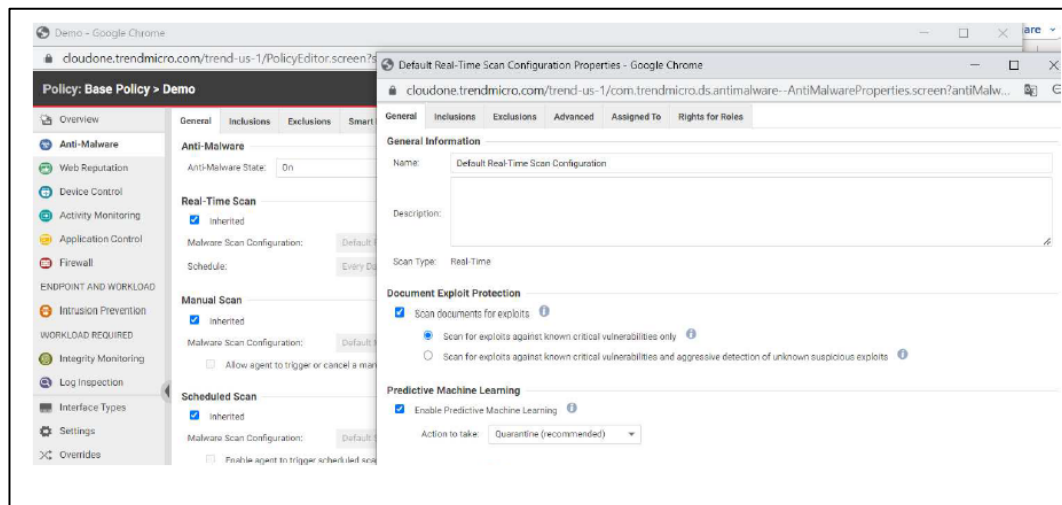 Demo - Google Chrome
are
cloudone.trendmicro.com/trend-us-1/PolicyEditor.screen?s
Policy: Base Policy > Demo
Overview
Anti-Malware
Web Reputation
Device Control
Activity Monitoring
Application Control
Firewall
ENDPOINT AND WORKLOAD
Intrusion Prevention
WORKLOAD REQUIRED
Integrity Monitoring
Log Inspection
Interface Types
Settings
Overrides
General Inclusions Exclusions Smart
Anti-Malware
Anti-Malware State: On
Real-Time Scan
Inherited
Malware Scan Configuration: Default
Schedule: Every Da
Manual Scan
Inherited
Malware Scan Configuration: Default
Allow agent to trigger or cancel a man
Scheduled Scan
Inherited
Malware Scan Configuration: Default
Enable agent to trigger scheduled sca
Default Real-Time Scan Configuration Properties - Google Chrome
cloudone.trendmicro.com/trend-us-1/com.trendmicro.ds.antimalware--AntiMalwareProperties.screen?antiMalw...
General Inclusions Exclusions Advanced Assigned To Rights for Roles
General Information
Name: Default Real-Time Scan Configuration
Description:
Scan Type: Real-Time
Document Exploit Protection
Scan documents for exploits
Scan for exploits against known critical vulnerabilities only
Scan for exploits against known critical vulnerabilities and aggressive detection of unknown suspicious exploits
Predictive Machine Learning
Enable Predictive Machine Learning
Action to take: Quarantine (recommended)